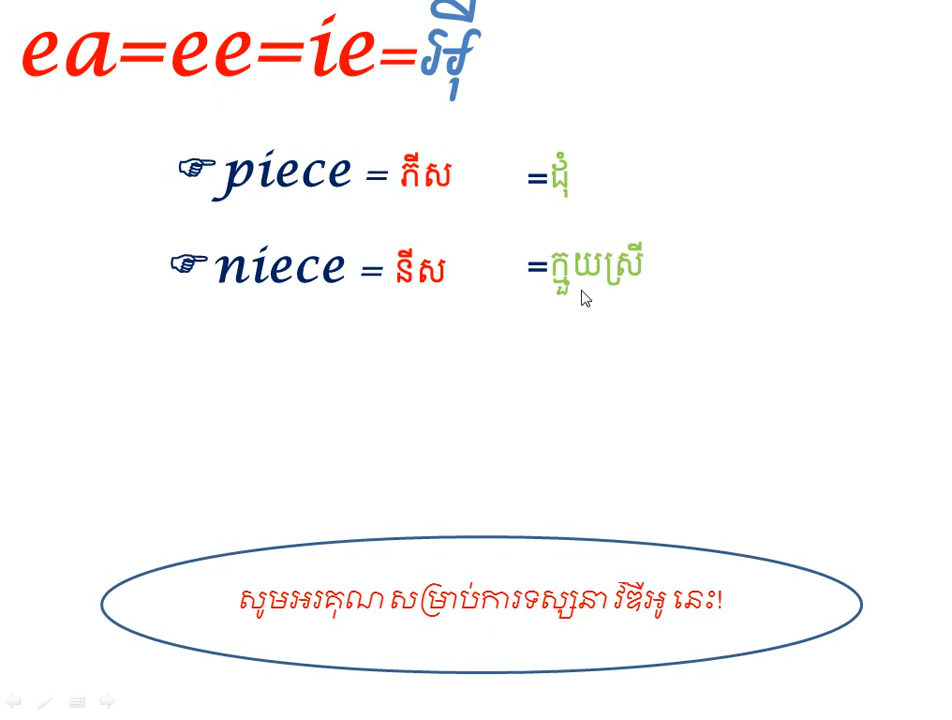 ea=ee=ie=អ៊ី
piece = ភីស =ដុំ
niece = នីស =ក្មួយស្រី
សូមអរគុណ សម្រាប់ការទស្សនា វីឌីអូ នេះ!